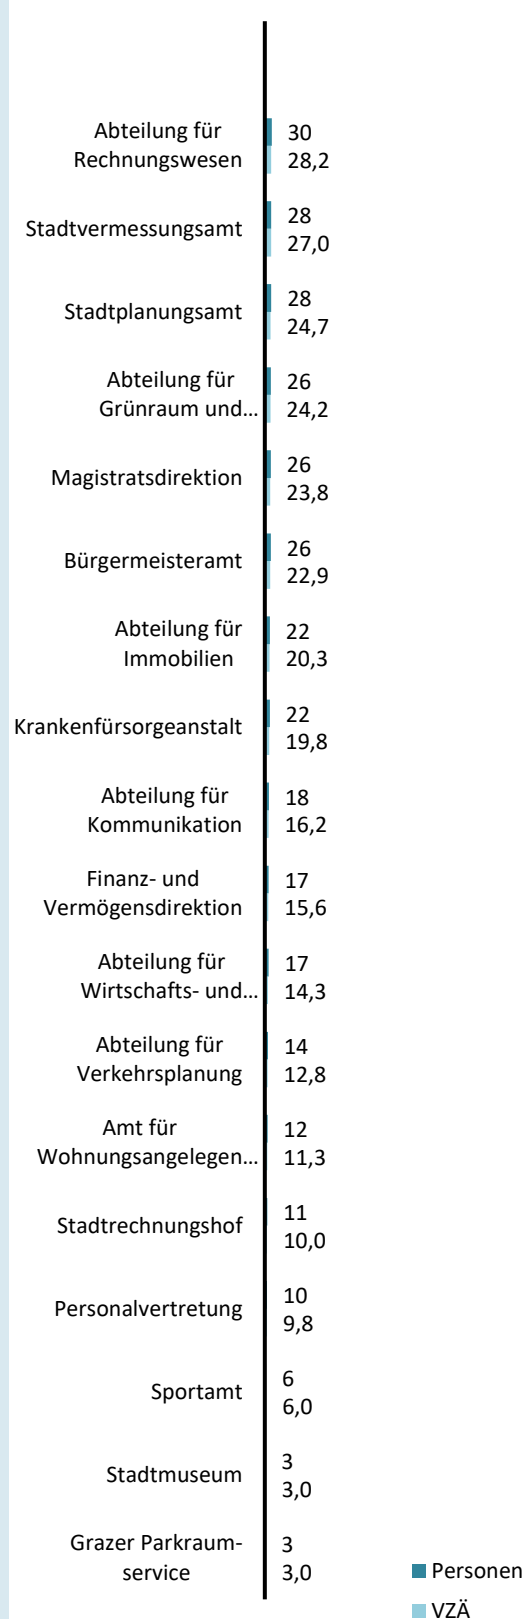 Abteilung für
Rechnungswesen
30
28,2
Stadtvermessungsamt
28
27,0
Stadtplanungsamt
28
24,7
Abteilung für
Grünraum und...
26
24,2
Magistratsdirektion
26
23,8
Bürgermeisteramt
26
22,9
Abteilung für
Immobilien
22
20,3
Krankenfürsorgeanstalt
22
19,8
Abteilung für
Kommunikation
18
16,2
Finanz- und
Vermögensdirektion
17
15,6
Abteilung für
Wirtschafts- und...
17
14,3
Abteilung für
Verkehrsplanung
14
12,8
Amt für
Wohnungsangelegen...
12
11,3
Stadtrechnungshof
11
10,0
Personalvertretung
10
9,8
Sportamt
6
6,0
Stadtmuseum
3
3,0
Grazer Parkraum-
service
3
3,0
Personen
VZÄ